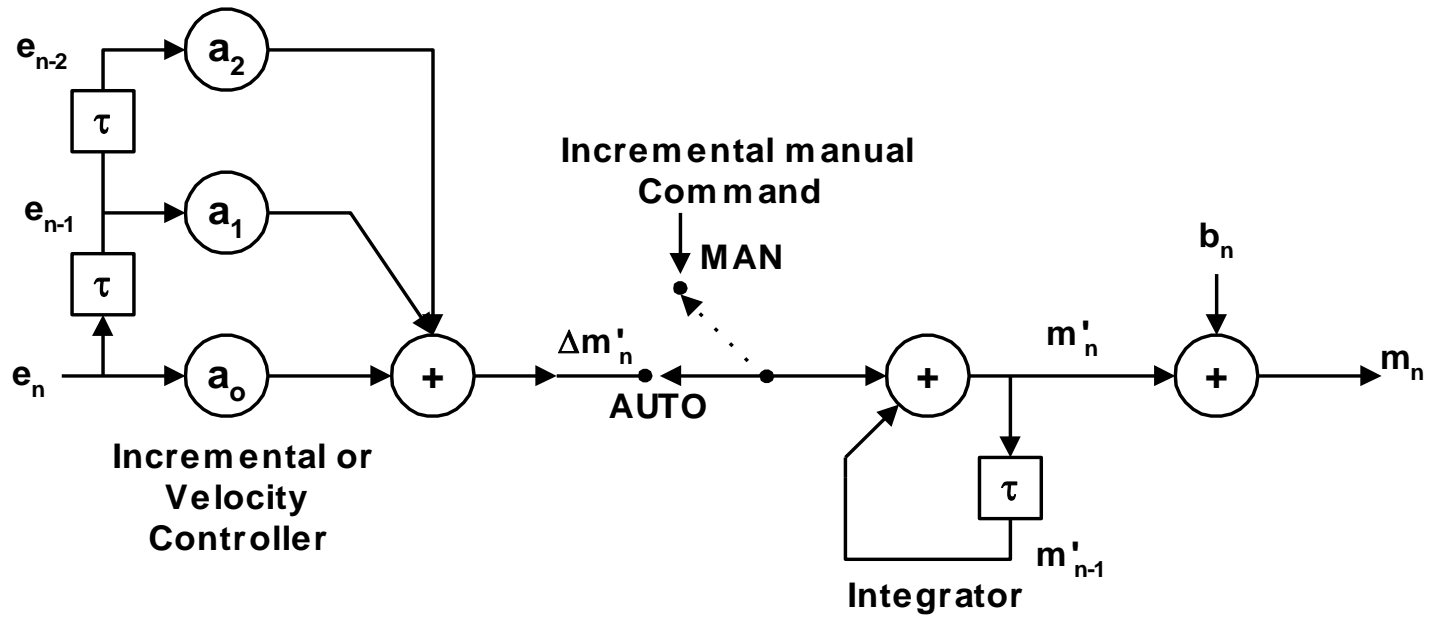 e_{n-2}
a_2
τ
Incremental manual
Command
e_{n-1}
a_1
MAN
b_n
τ
Δm'_n
m'_n
e_n
a_o
+
AUTO
+
+
m_n
Incremental or
Velocity
Controller
τ
m'_{n-1}
Integrator